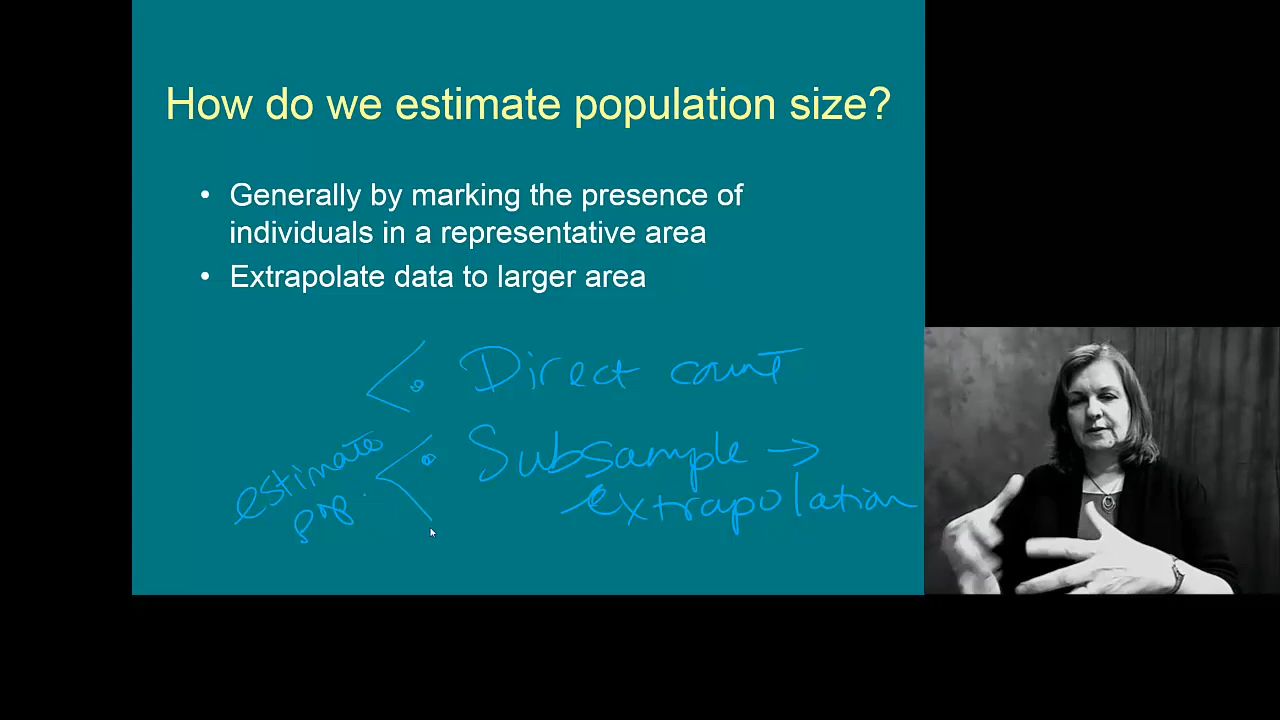 How do we estimate population size?
• Generally by marking the presence of
individuals in a representative area
• Extrapolate data to larger area
Direct count
estimate
pop.
Subsample →
extrapolation